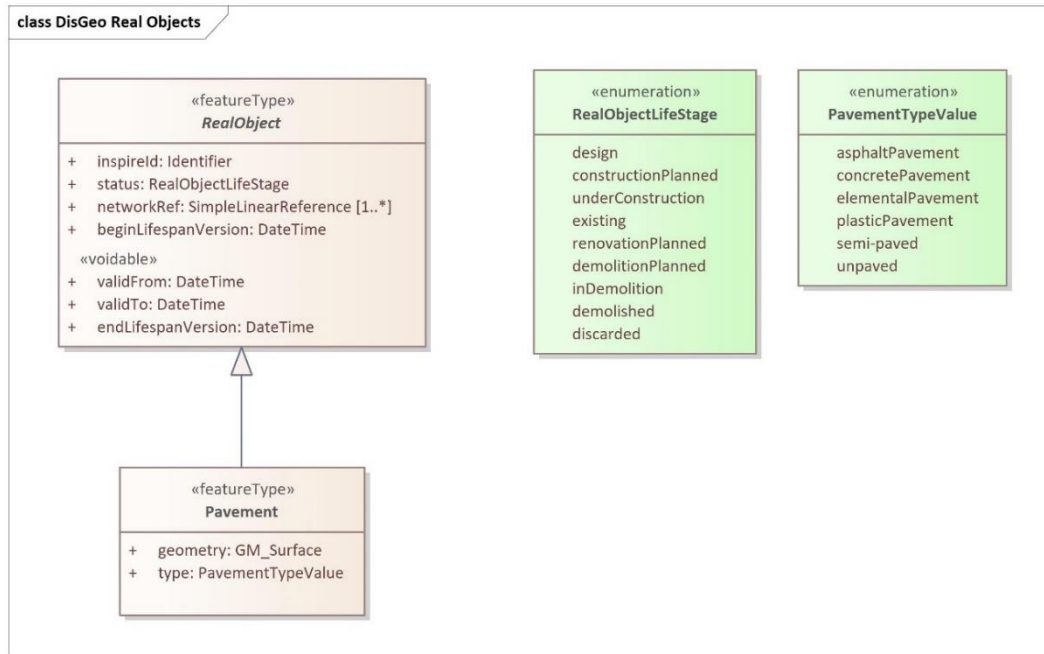 class DisGeo Real Objects
«featureType»
RealObject
+ inspireId: Identifier
+ status: RealObjectLifeStage
+ networkRef: SimpleLinearReference [1..*]
+ beginLifespanVersion: DateTime
«voidable»
+ validFrom: DateTime
+ validTo: DateTime
+ endLifespanVersion: DateTime
«enumeration»
RealObjectLifeStage
design
constructionPlanned
underConstruction
existing
renovationPlanned
demolitionPlanned
inDemolition
demolished
discarded
«enumeration»
PavementTypeValue
asphaltPavement
concretePavement
elementalPavement
plasticPavement
semi-paved
unpaved
«featureType»
Pavement
+ geometry: GM_Surface
+ type: PavementTypeValue